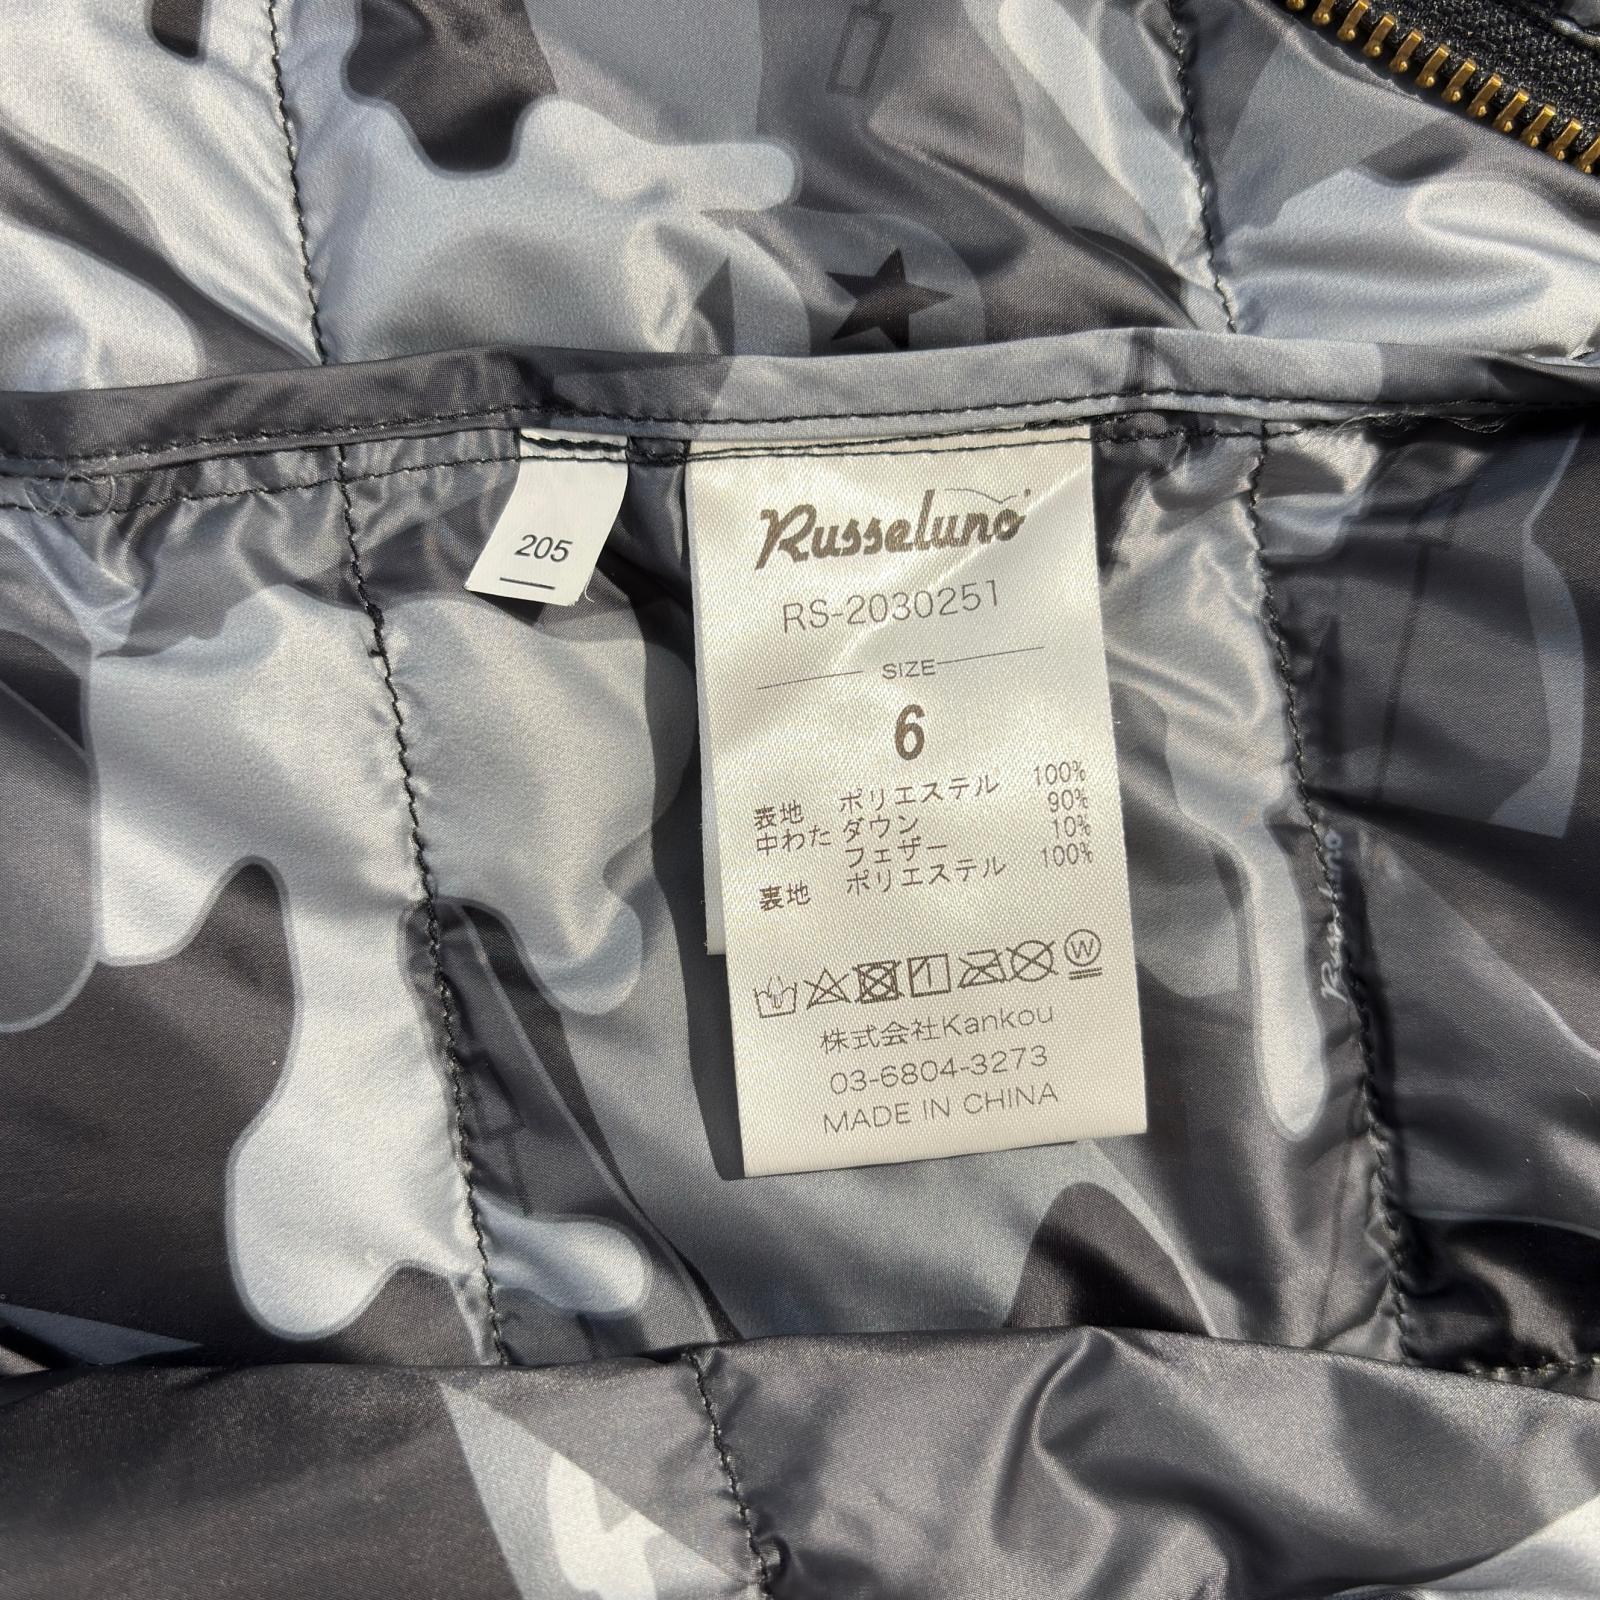 205
Russeluno
RS-2030251
SIZE
6
表地 ポリエステル 100%
中わた ダウン 90%
フェザー 10%
裏地 ポリエステル 100%
W
株式会社Kankou
03-6804-3273
MADE IN CHINA
Russeluno